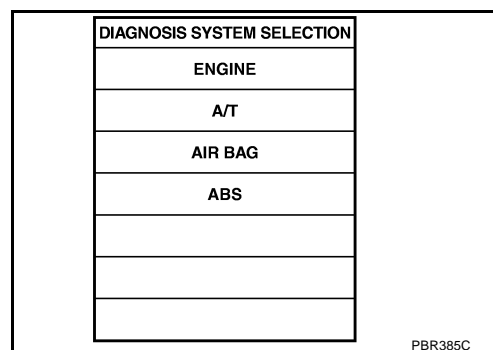 DIAGNOSIS SYSTEM SELECTION
ENGINE
A/T
AIR BAG
ABS
PBR385C